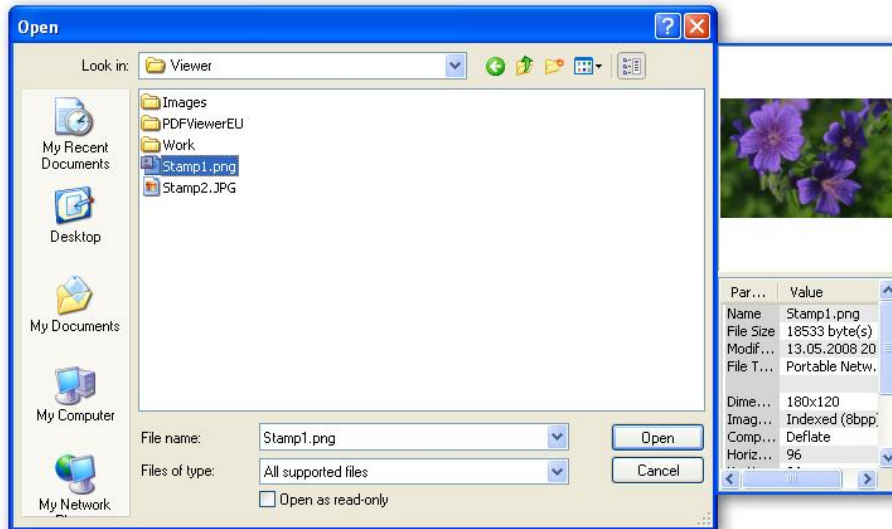 Open
Look in:
Viewer
My Recent
Documents
Desktop
My Documents
My Computer
My Network
Images
PDFViewerEU
Work
Stamp1.png
Stamp2.JPG
File name:
Stamp1.png
Open
Files of type:
All supported files
Cancel
Open as read-only
Par... Value
Name Stamp1.png
File Size 18533 byte(s)
Modif... 13.05.2008 20
File T... Portable Netw.
Dime... 180x120
Imag... Indexed (8bpp)
Comp... Deflate
Horiz... 96